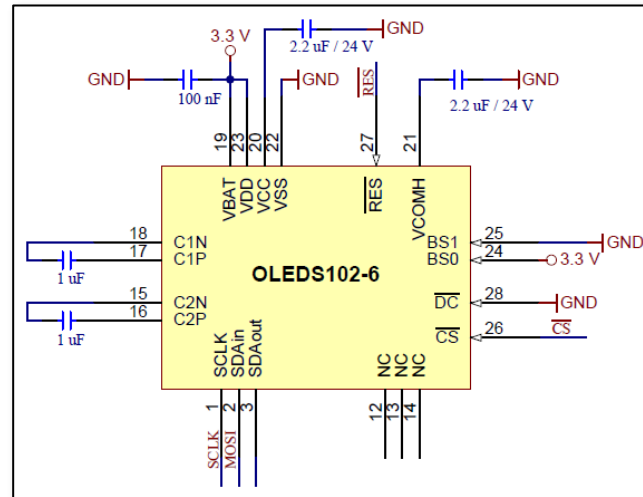 3.3 V
2.2 uF / 24 V
GND
GND
100 nF
GND
RES
GND
2.2 uF / 24 V
19
23
20
22
27
21
VBAT
VDD
VCC
VSS
RES
VCOMH
18 C1N
17 C1P
1 uF
15 C2N
16 C2P
1 uF
OLEDS102-6
BS1 25 GND
BS0 24 3.3 V
DC 28 GND
CS 26 CS
SCLK
SDAin
SDAout
NC
NC
NC
1
2
3
12
13
14
SCLK
MOSI